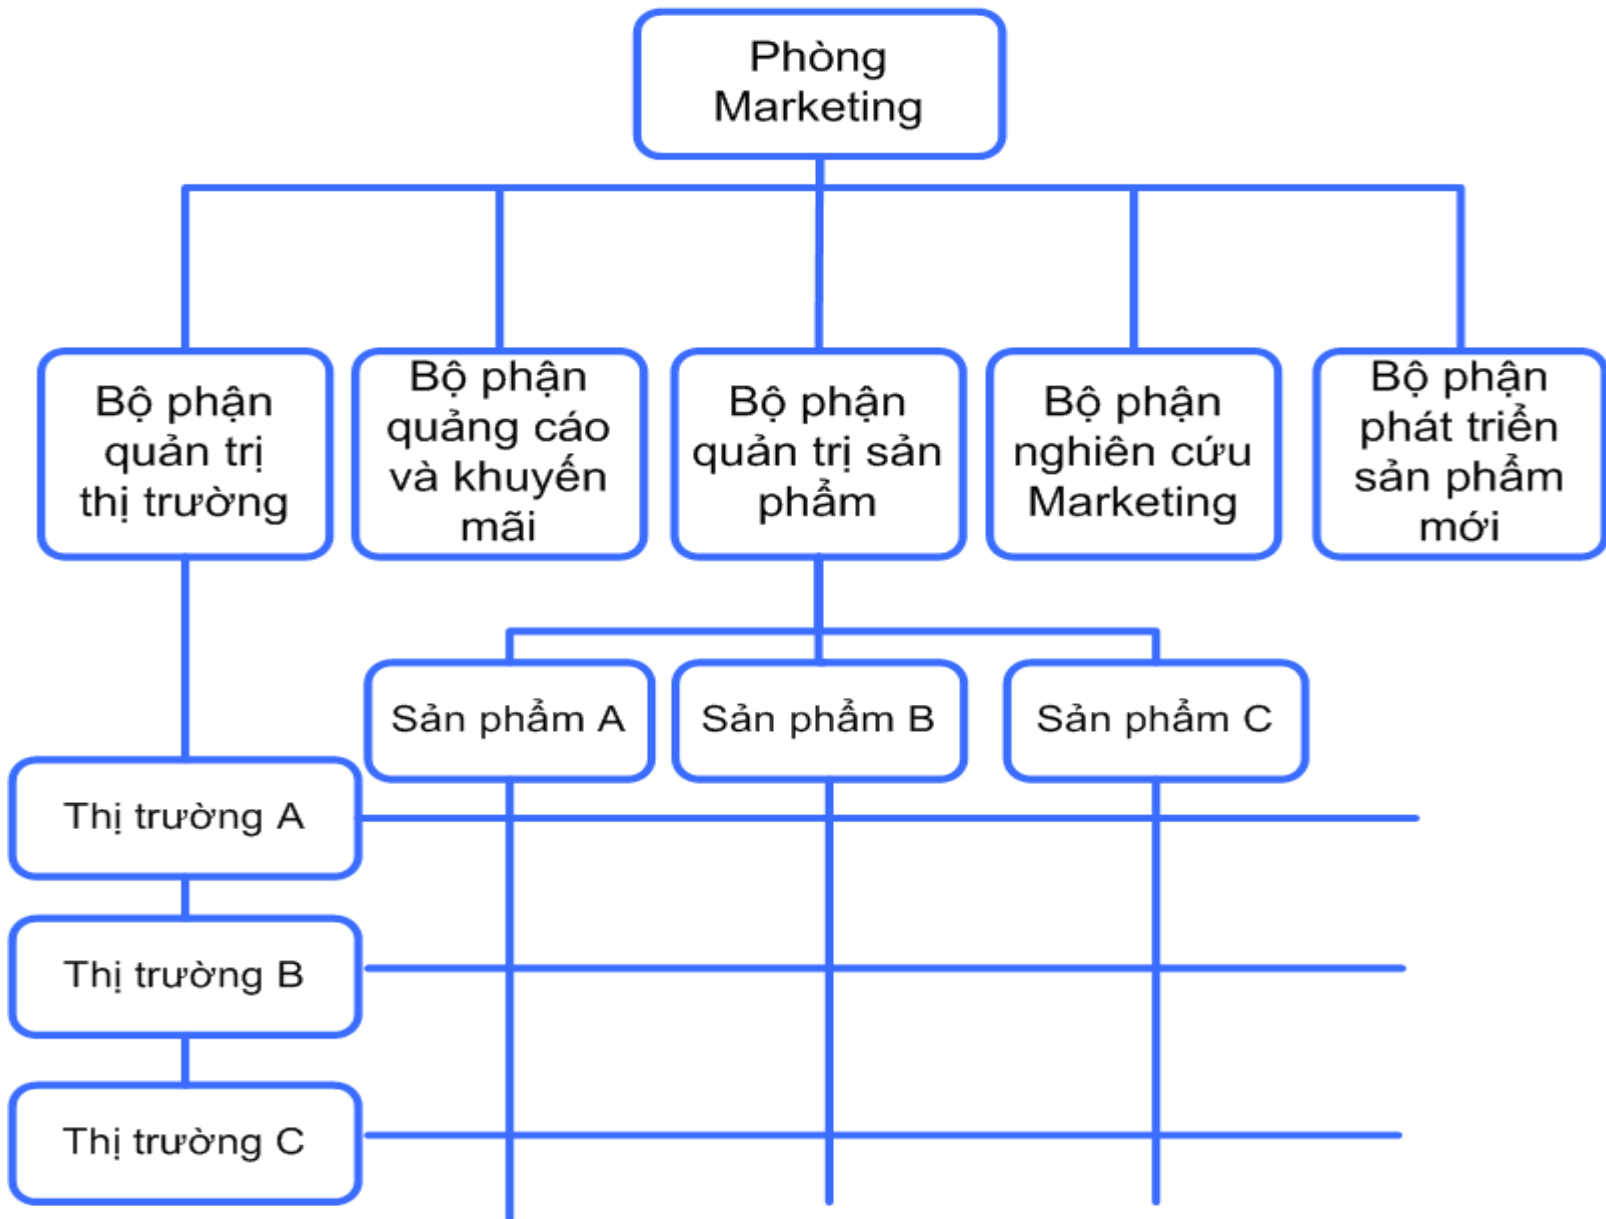 Phòng
Marketing
Bộ phận
quản trị
thị trường
Bộ phận
quảng cáo
và khuyến
mãi
Bộ phận
quản trị sản
phẩm
Bộ phận
nghiên cứu
Marketing
Bộ phận
phát triển
sản phẩm
mới
Sản phẩm A
Sản phẩm B
Sản phẩm C
Thị trường A
Thị trường B
Thị trường C